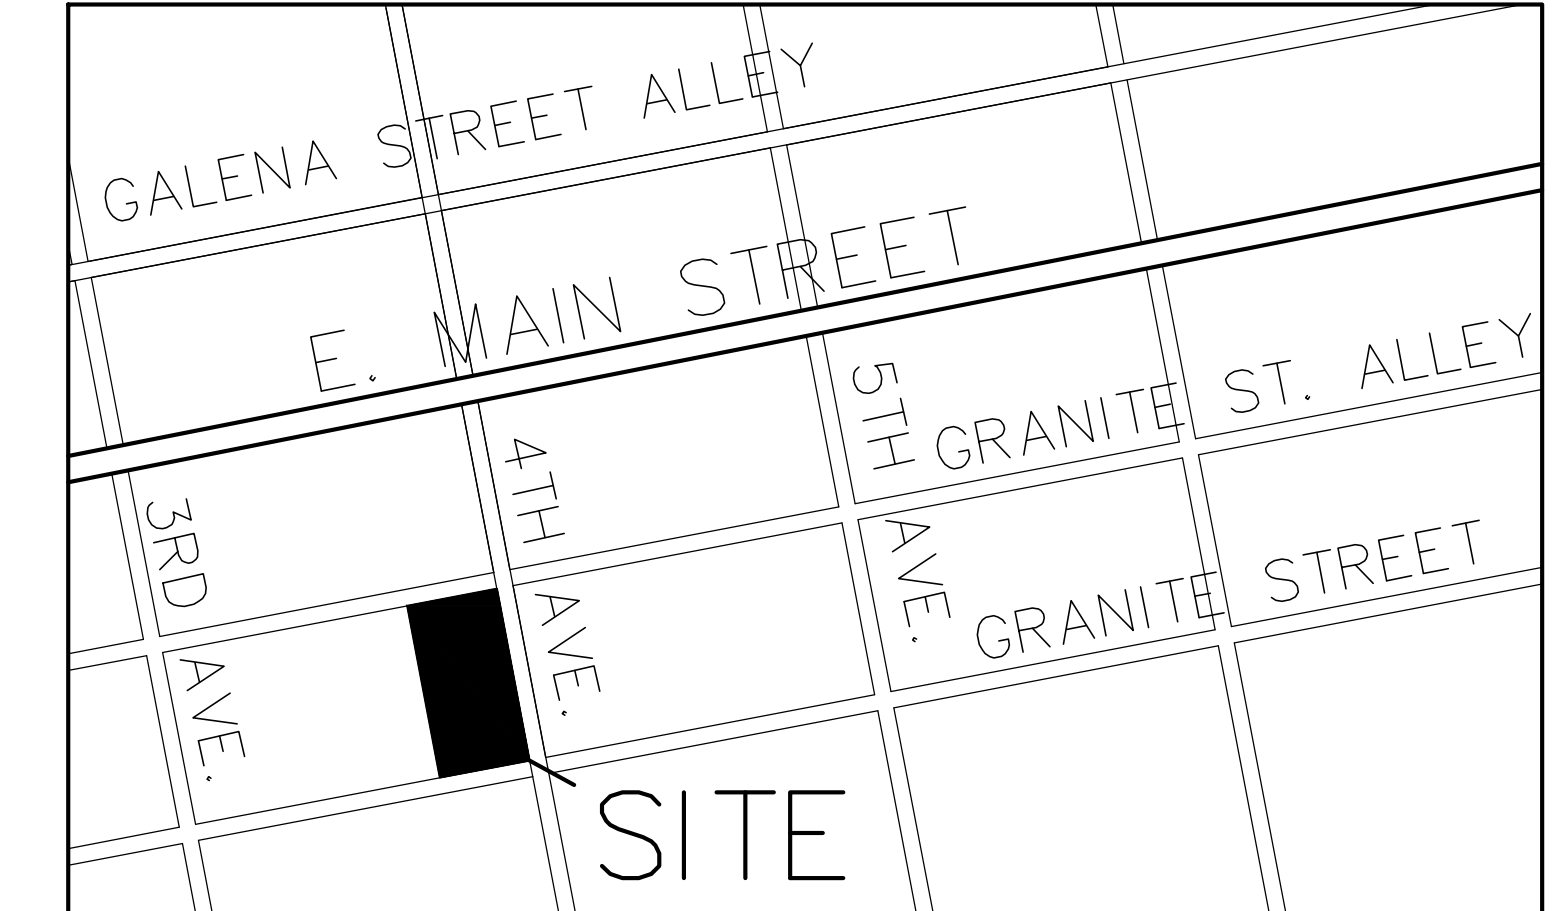 GALENA STREET ALLEY
E. MAIN STREET
GRANITE ST. ALLEY
GRANITE STREET
3RD AVE.
4TH AVE.
5TH AVE.
SITE